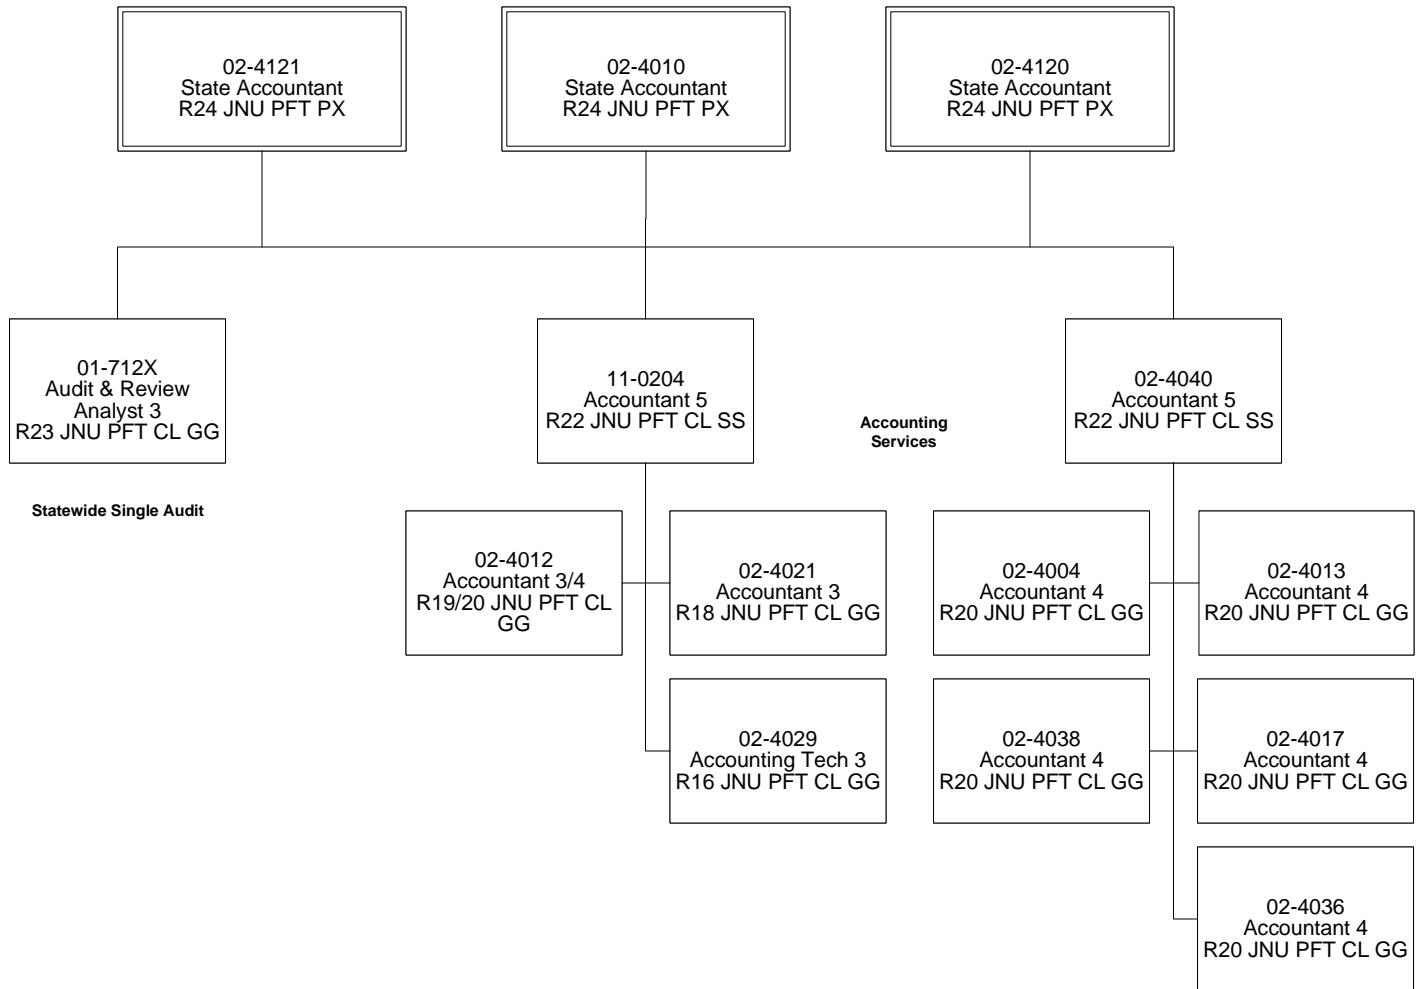 02-4121
State Accountant
R24 JNU PFT PX
02-4010
State Accountant
R24 JNU PFT PX
02-4120
State Accountant
R24 JNU PFT PX
01-712X
Audit & Review
Analyst 3
R23 JNU PFT CL GG
11-0204
Accountant 5
R22 JNU PFT CL SS
Accounting
Services
02-4040
Accountant 5
R22 JNU PFT CL SS
Statewide Single Audit
02-4012
Accountant 3/4
R19/20 JNU PFT CL
GG
02-4021
Accountant 3
R18 JNU PFT CL GG
02-4004
Accountant 4
R20 JNU PFT CL GG
02-4013
Accountant 4
R20 JNU PFT CL GG
02-4029
Accounting Tech 3
R16 JNU PFT CL GG
02-4038
Accountant 4
R20 JNU PFT CL GG
02-4017
Accountant 4
R20 JNU PFT CL GG
02-4036
Accountant 4
R20 JNU PFT CL GG